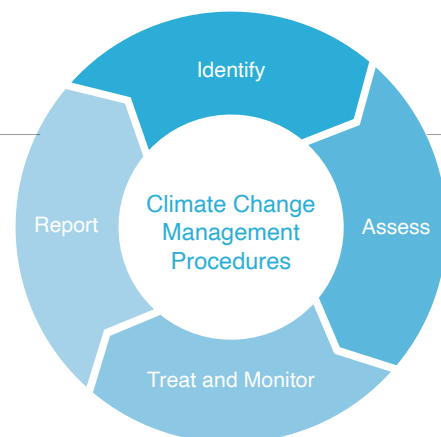 Identify
Climate Change
Management
Procedures
Report
Assess
Treat and Monitor